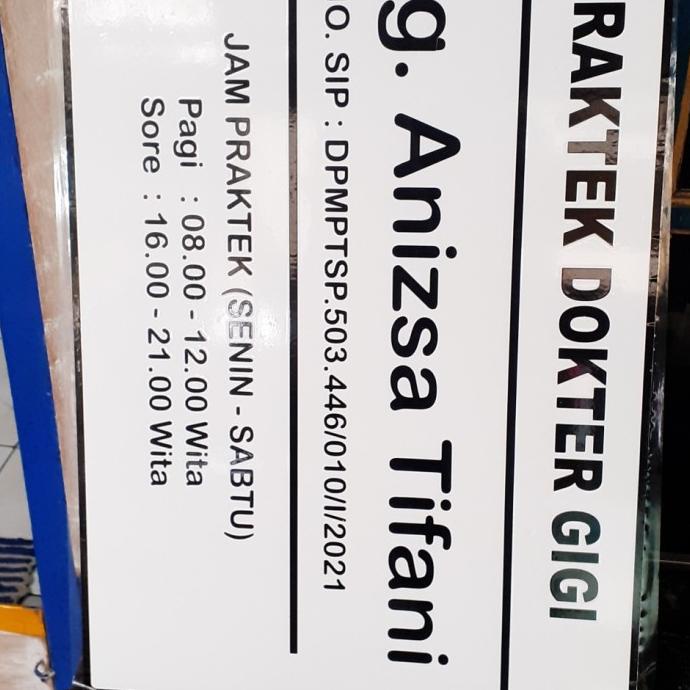 RAKTEK DOKTER GIGI
g. Anizsa Tifani
O. SIP : DPMPTSP.503.446/010/I/2021
JAM PRAKTEK (SENIN - SABTU)
Pagi : 08.00 - 12.00 Wita
Sore : 16.00 - 21.00 Wita